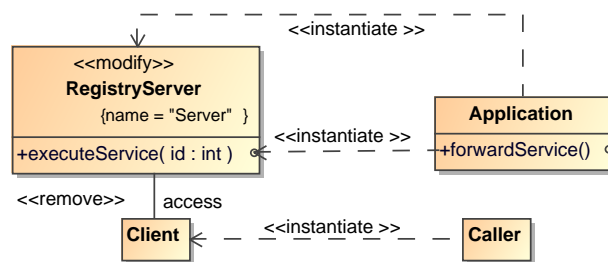 <<instantiate >>
<<modify>>
RegistryServer
{name = "Server" }
Application
+executeService( id : int )
<<instantiate >>
+forwardService()
<<remove>>
access
Client
<<instantiate >>
Caller